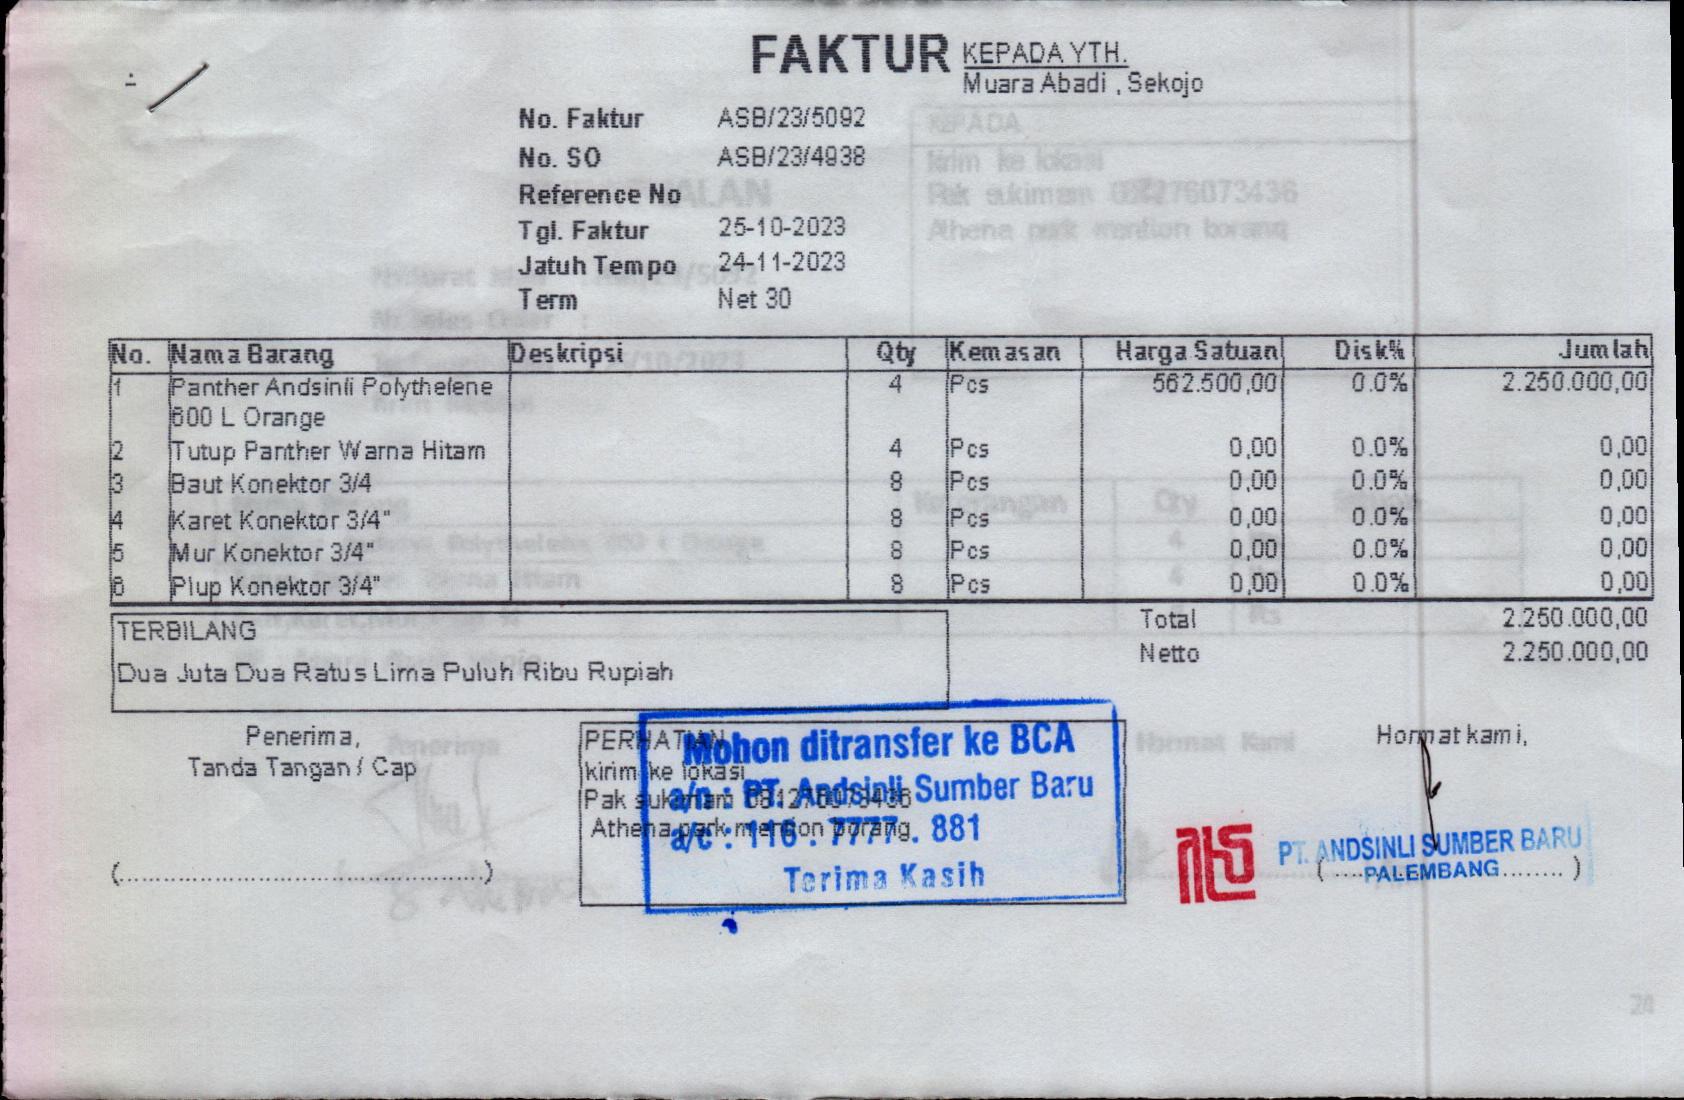 FAKTUR
KEPADA YTH.
Muara Abadi , Sekojo
No. Faktur ASB/23/5092
No. SO ASB/23/4938
Reference No
Tgl. Faktur 25-10-2023
Jatuh Tempo 24-11-2023
Term Net 30
No. Nama Barang Deskripsi Qty Kemasan Harga Satuan Disk% Jumlah
1 Panther Andsinli Polythelene 4 Pcs 562.500,00 0.0% 2.250.000,00
600 L Orange
2 Tutup Panther Warna Hitam 4 Pcs 0,00 0.0% 0,00
3 Baut Konektor 3/4 8 Pcs 0,00 0.0% 0,00
4 Karet Konektor 3/4" 8 Pcs 0,00 0.0% 0,00
5 Mur Konektor 3/4" 8 Pcs 0,00 0.0% 0,00
6 Plup Konektor 3/4" 8 Pcs 0,00 0.0% 0,00
Total 2.250.000,00
Netto 2.250.000,00
TERBILANG
Dua Juta Dua Ratus Lima Puluh Ribu Rupiah
Penerima,
Tanda Tangan / Cap
(.............................................)
PERHATIAN
kirim ke lokasi
Pak sukimam
Athena park mention borang
Mohon ditransfer ke BCA
a/n : PT. Andsinli Sumber Baru
a/c : 116 . 7777 . 881
Terima Kasih
Hormat kami,
PT. ANDSINLI SUMBER BARU
PALEMBANG